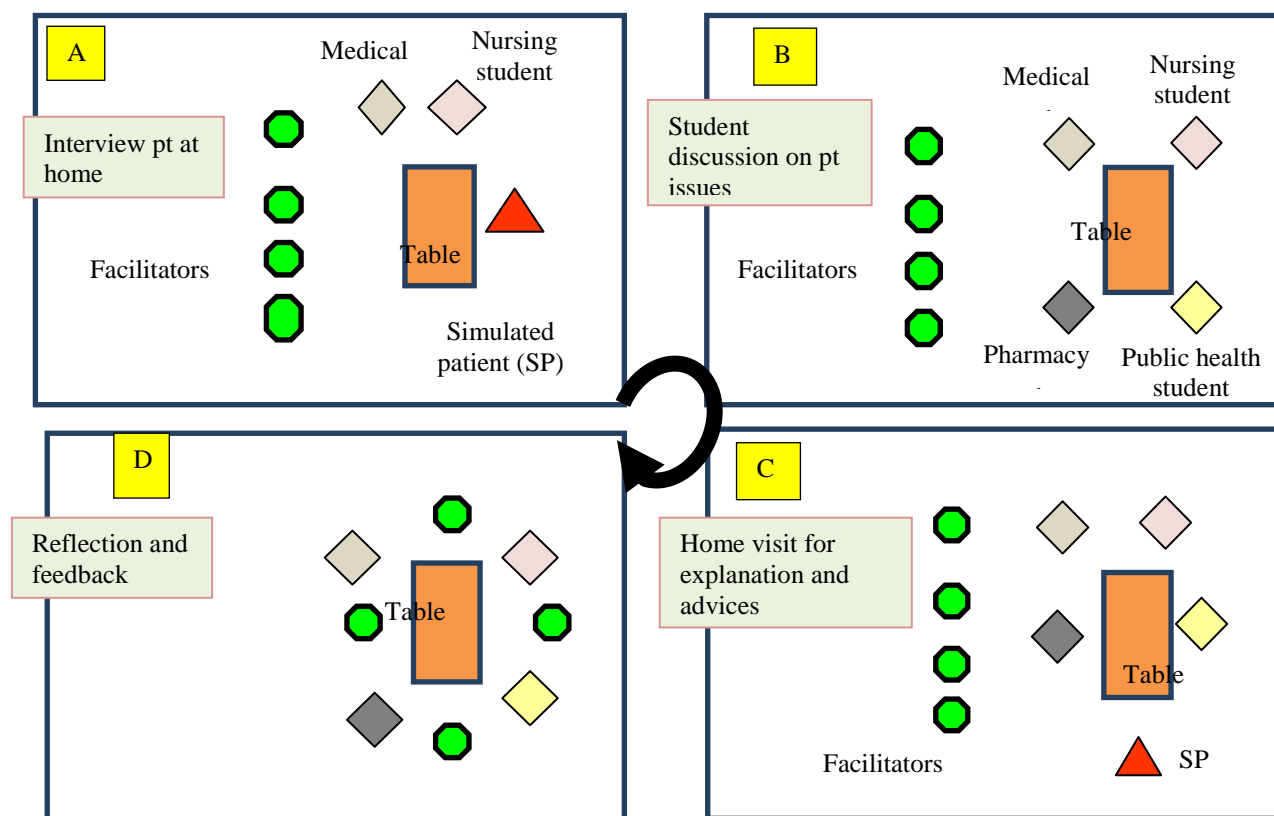 A
Medical
Nursing
student
Interview pt at
home
Facilitators
Table
Simulated
patient (SP)
B
Medical
Nursing
student
Student
discussion on pt
issues
Facilitators
Table
Pharmacy
Public health
student
D
Reflection and
feedback
Table
C
Home visit for
explanation and
advices
Table
Facilitators
SP